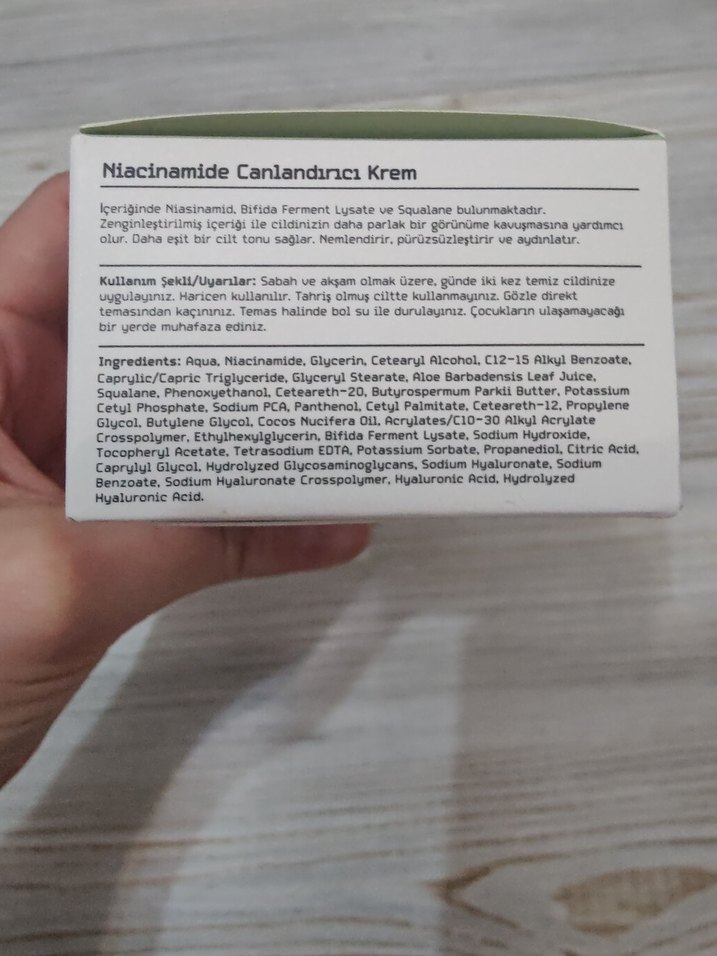 Niacinamide Canlandırıcı Krem
İçeriğinde Niasinamid, Bifida Ferment Lysate ve Squalane bulunmaktadır.
Zenginleştirilmiş içeriği ile cildinizin daha parlak bir görünüme kavuşmasına yardımcı
olur. Daha eşit bir cilt tonu sağlar. Nemlendirir, pürüzsüzleştirir ve aydınlatır.
Kullanım Şekli/Uyarılar: Sabah ve akşam olmak üzere, günde iki kez temiz cildinize
uygulayınız. Haricen kullanılır. Tahriş olmuş ciltte kullanmayınız. Gözle direkt
temasından kaçınınız. Temas halinde bol su ile durulayınız. Çocukların ulaşamayacağı
bir yerde muhafaza ediniz.
Ingredients: Aqua, Niacinamide, Glycerin, Cetearyl Alcohol, C12-15 Alkyl Benzoate,
Caprylic/Capric Triglyceride, Glyceryl Stearate, Aloe Barbadensis Leaf Juice,
Squalane, Phenoxyethanol, Ceteareth-20, Butyrospermum Parkii Butter, Potassium
Cetyl Phosphate, Sodium PCA, Panthenol, Cetyl Palmitate, Ceteareth-12, Propylene
Glycol, Butylene Glycol, Cocos Nucifera Oil, Acrylates/C10-30 Alkyl Acrylate
Crosspolymer, Ethylhexylglycerin, Bifida Ferment Lysate, Sodium Hydroxide,
Tocopheryl Acetate, Tetrasodium EDTA, Potassium Sorbate, Propanediol, Citric Acid,
Caprylyl Glycol, Hydrolyzed Glycosaminoglycans, Sodium Hyaluronate, Sodium
Benzoate, Sodium Hyaluronate Crosspolymer, Hyaluronic Acid, Hydrolyzed
Hyaluronic Acid.